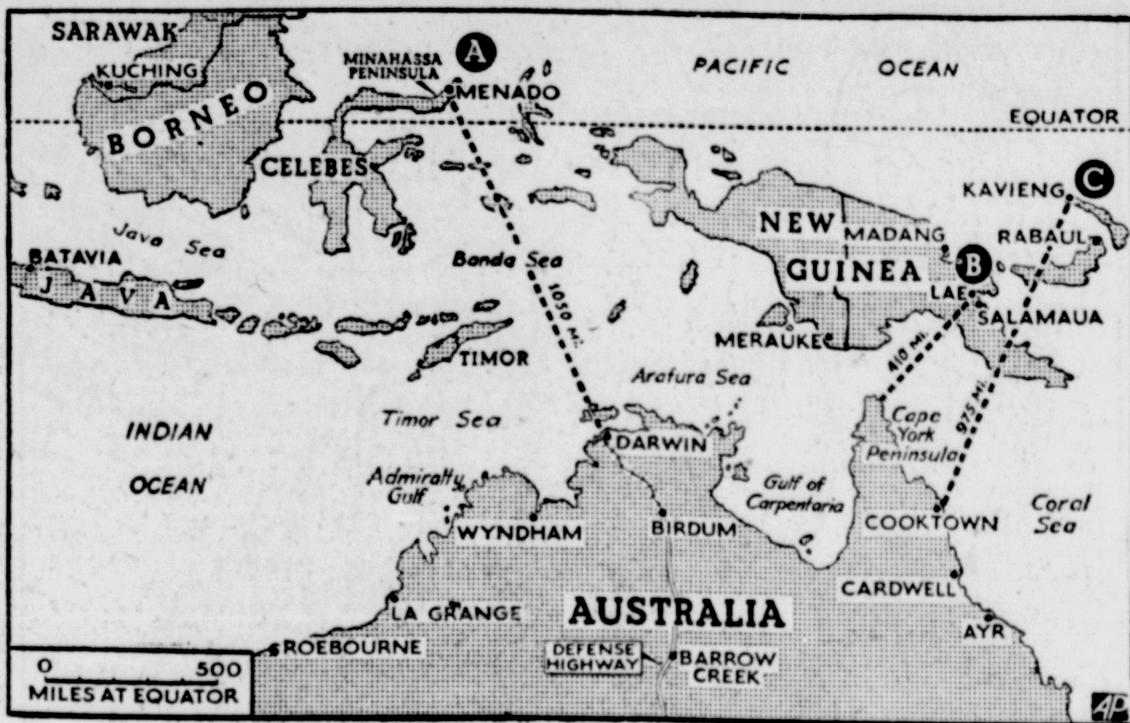 SARAWAK
KUCHING
BORNEO
MINAHASSA
PENINSULA
A
MENADO
PACIFIC OCEAN
EQUATOR
CELEBES
KAVIENG
C
Java Sea
BATAVIA
JAVA
Banda Sea
1050 MI.
NEW
GUINEA
MADANG
RABAUL
B
LAE
SALAMAUA
TIMOR
MERAUKE
410 MI.
975 MI.
Arafura Sea
Timor Sea
INDIAN
OCEAN
DARWIN
Cape
York
Peninsula
Admiralty
Gulf
Gulf of
Carpentaria
WYNDHAM
BIRDUM
COOKTOWN
Coral
Sea
CARDWELL
LA GRANGE
AUSTRALIA
AYR
ROEBOURNE
DEFENSE
HIGHWAY
BARROW
CREEK
0 500
MILES AT EQUATOR
AP